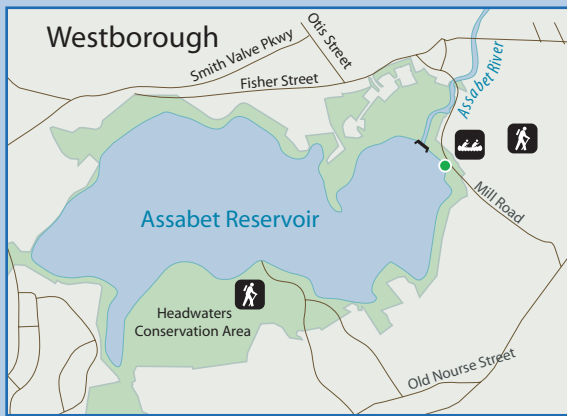 Westborough
Smith Valve Pkwy
Otis Street
Fisher Street
Assabet River
Assabet Reservoir
Mill Road
Headwaters
Conservation Area
Old Nourse Street